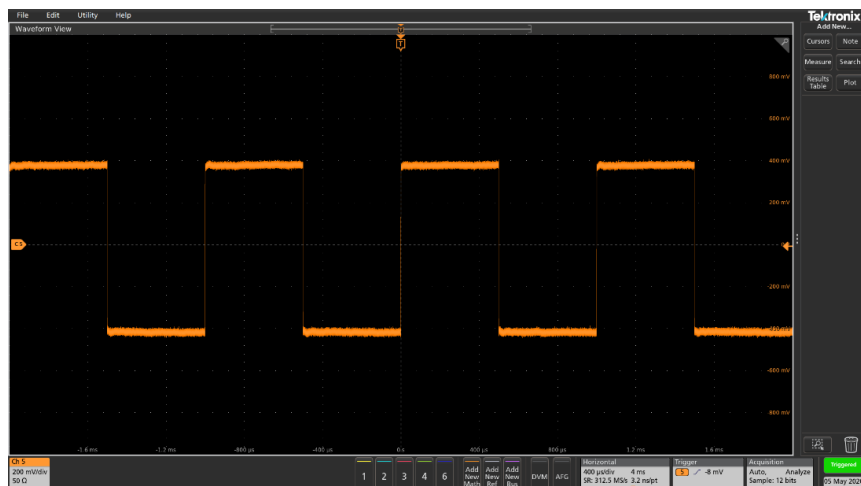 File Edit Utility Help
Tektronix
Waveform View
Add New...
T
Cursors Note
Measure Search
Results Table Plot
800 mV
600 mV
400 mV
200 mV
C5
-200 mV
-400 mV
-600 mV
-800 mV
-1.6 ms -1.2 ms -800 µs -400 µs 0 s 400 µs 800 µs 1.2 ms 1.6 ms
Ch 5
200 mV/div
50 Ω
1 2 3 4 6
Add New Math
Add New Ref
Add New Bus
DVM AFG
Horizontal
400 µs/div 4 ms
SR: 312.5 MS/s 3.2 ns/pt
Trigger
5 -8 mV
Acquisition
Auto, Analyze
Sample: 12 bits
Triggered
05 May